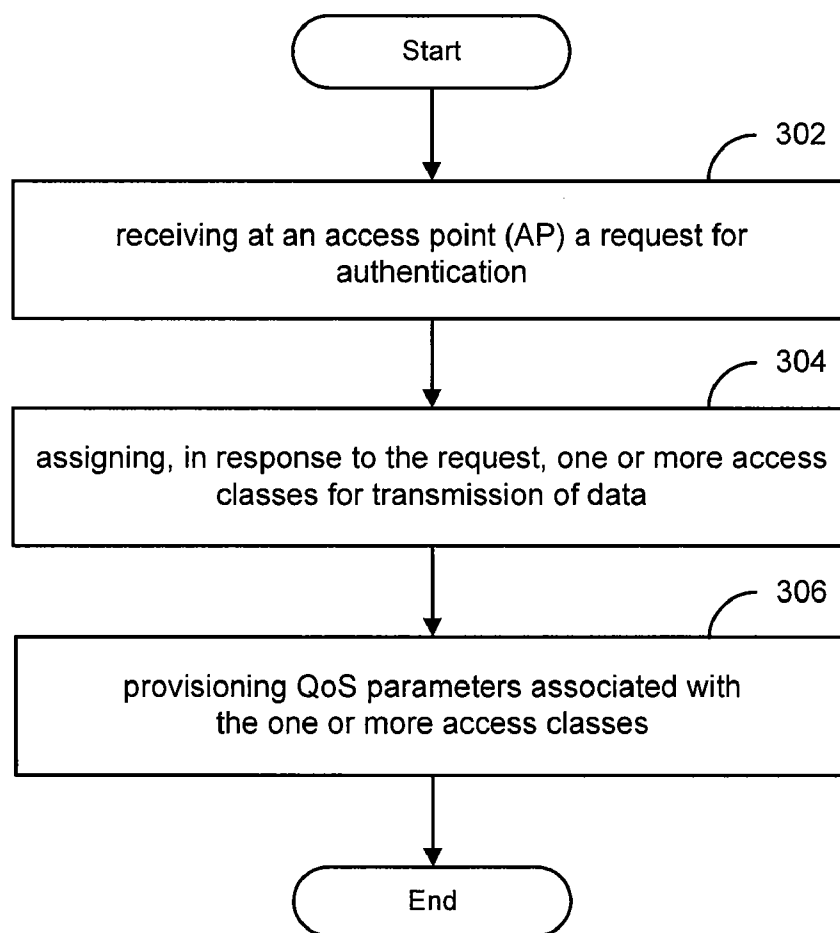 Start
302
receiving at an access point (AP) a request for
authentication
304
assigning, in response to the request, one or more access
classes for transmission of data
306
provisioning QoS parameters associated with
the one or more access classes
End